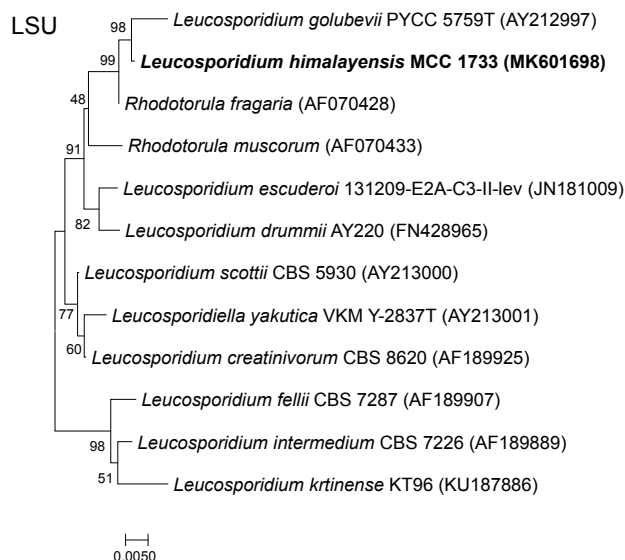 LSU
98
Leucosporidium golubevii PYCC 5759T (AY212997)
Leucosporidium himalayensis MCC 1733 (MK601698)
99
Rhodotorula fragaria (AF070428)
48
Rhodotorula muscorum (AF070433)
91
Leucosporidium escuderoi 131209-E2A-C3-II-lev (JN181009)
82
Leucosporidium drummii AY220 (FN428965)
Leucosporidium scottii CBS 5930 (AY213000)
77
Leucosporidiella yakutica VKM Y-2837T (AY213001)
60
Leucosporidium creatinivorum CBS 8620 (AF189925)
Leucosporidium fellii CBS 7287 (AF189907)
98
Leucosporidium intermedium CBS 7226 (AF189889)
51
Leucosporidium krtinense KT96 (KU187886)
0.0050